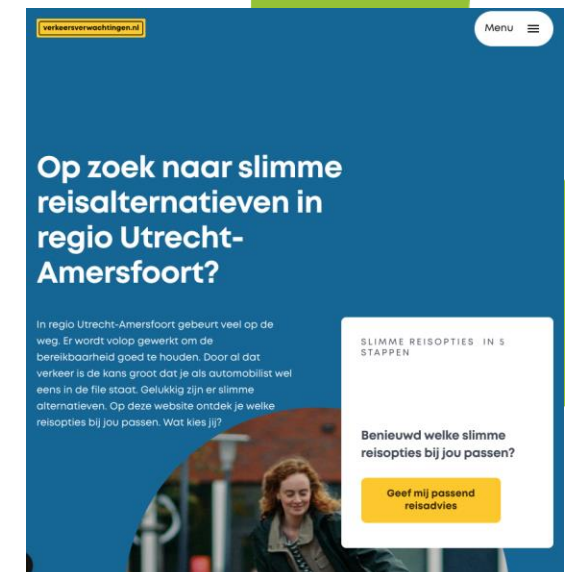 verkeersverwachtingen.nl
Menu
Op zoek naar slimme
reisalternatieven in
regio Utrecht-
Amersfoort?
In regio Utrecht-Amersfoort gebeurt veel op de
weg. Er wordt volop gewerkt om de
bereikbaarheid goed te houden. Door al dat
verkeer is de kans groot dat je als automobilist wel
eens in de file staat. Gelukkig zijn er slimme
alternatieven. Op deze website ontdek je welke
reisopties bij jou passen. Wat kies jij?
SLIMME REISOPTIES IN 5
STAPPEN
Benieuwd welke slimme
reisopties bij jou passen?
Geef mij passend
reisadvies